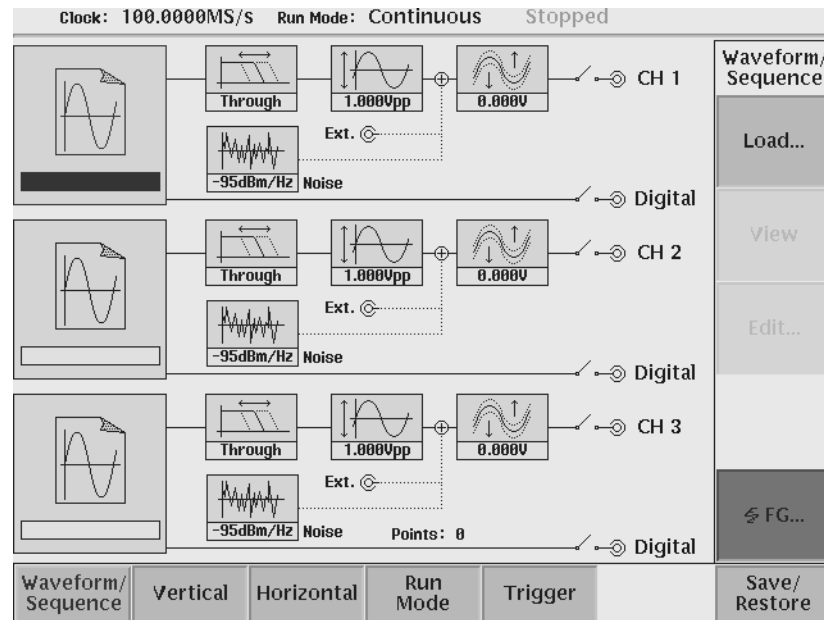 Clock: 100.0000MS/s Run Mode: Continuous Stopped
Waveform/
Sequence
Load...
View
Edit...
FG...
Through
1.000Vpp
0.000V
CH 1
Ext.
-95dBm/Hz Noise
Digital
Through
1.000Vpp
0.000V
CH 2
Ext.
-95dBm/Hz Noise
Digital
Through
1.000Vpp
0.000V
CH 3
Ext.
-95dBm/Hz Noise
Points: 0
Digital
Waveform/
Sequence
Vertical
Horizontal
Run
Mode
Trigger
Save/
Restore